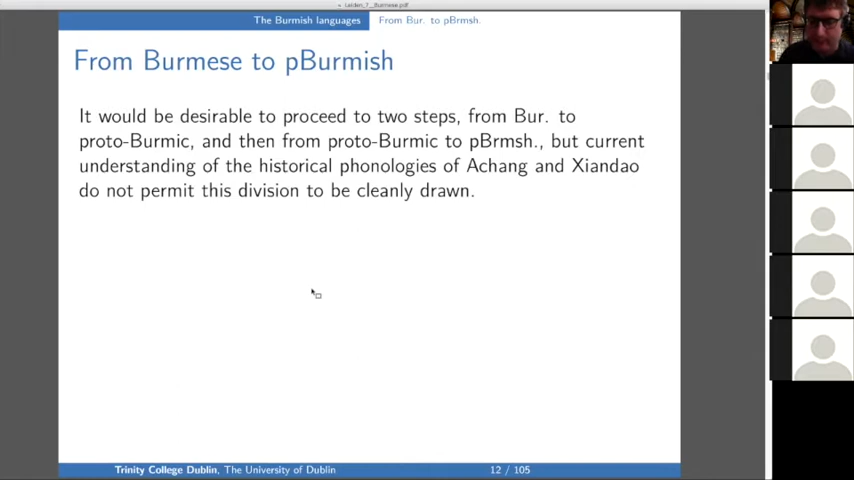 Leiden_7__Burmese.pdf
The Burmish languages From Bur. to pBrmsh.
From Burmese to pBurmish
It would be desirable to proceed to two steps, from Bur. to
proto-Burmic, and then from proto-Burmic to pBrmsh., but current
understanding of the historical phonologies of Achang and Xiandao
do not permit this division to be cleanly drawn.
Trinity College Dublin, The University of Dublin 12 / 105